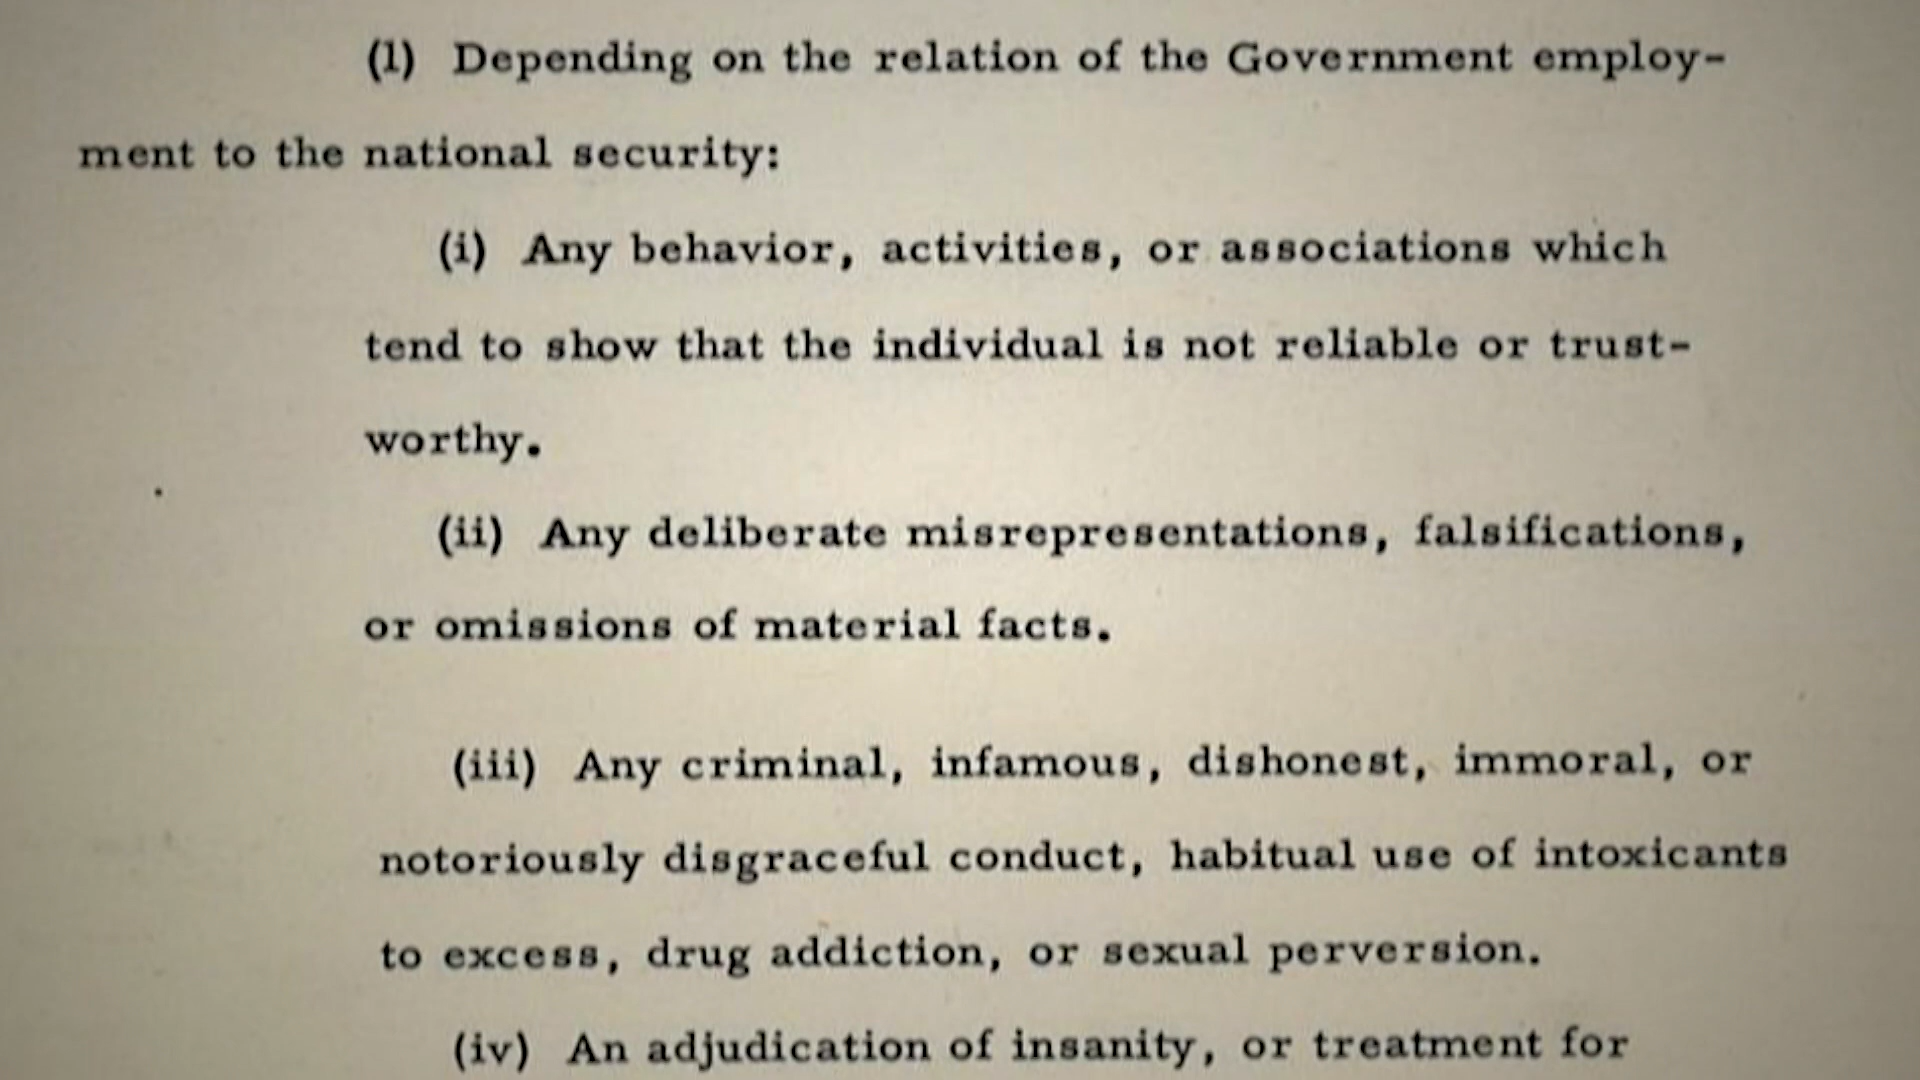 (1) Depending on the relation of the Government employ-
ment to the national security:
(i) Any behavior, activities, or associations which
tend to show that the individual is not reliable or trust-
worthy.
(ii) Any deliberate misrepresentations, falsifications,
or omissions of material facts.
(iii) Any criminal, infamous, dishonest, immoral, or
notoriously disgraceful conduct, habitual use of intoxicants
to excess, drug addiction, or sexual perversion.
(iv) An adjudication of insanity, or treatment for